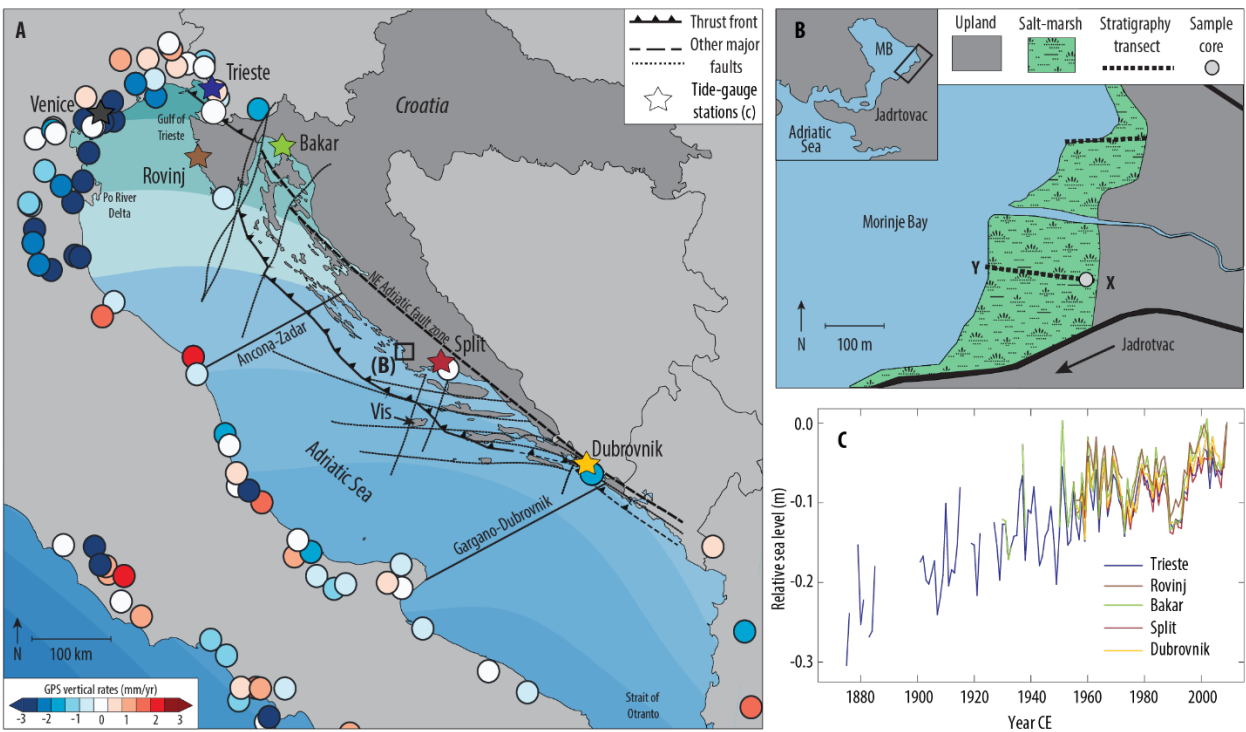 A
Thrust front
Other major
faults
Tide-gauge
stations (c)
Croatia
Trieste
Venice
Gulf of
Trieste
Bakar
Rovinj
Po River
Delta
NE Adriatic fault zone
Ancona-Zadar
Split
(B)
Vis
Adriatic Sea
Dubrovnik
Gargano-Dubrovnik
N
100 km
GPS vertical rates (mm/yr)
-3 -2 -1 0 1 2 3
Strait of
Otranto
B
MB
Jadrtovac
Adriatic
Sea
Upland
Salt-marsh
Stratigraphy
transect
Sample
core
Morinje Bay
Y
X
N
100 m
Jadrotvac
C
Relative sea level (m)
0.0
-0.1
-0.2
-0.3
Trieste
Rovinj
Bakar
Split
Dubrovnik
1880 1900 1920 1940 1960 1980 2000
Year CE